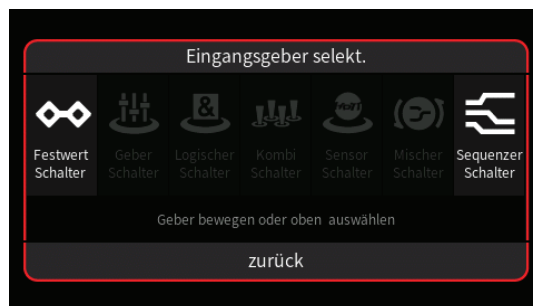 Eingangsgeber selekt.
&
MoTT
Festwert Geber Logischer Kombi Sensor Mischer Sequenzer
Schalter Schalter Schalter Schalter Schalter Schalter Schalter
Geber bewegen oder oben auswählen
zurück